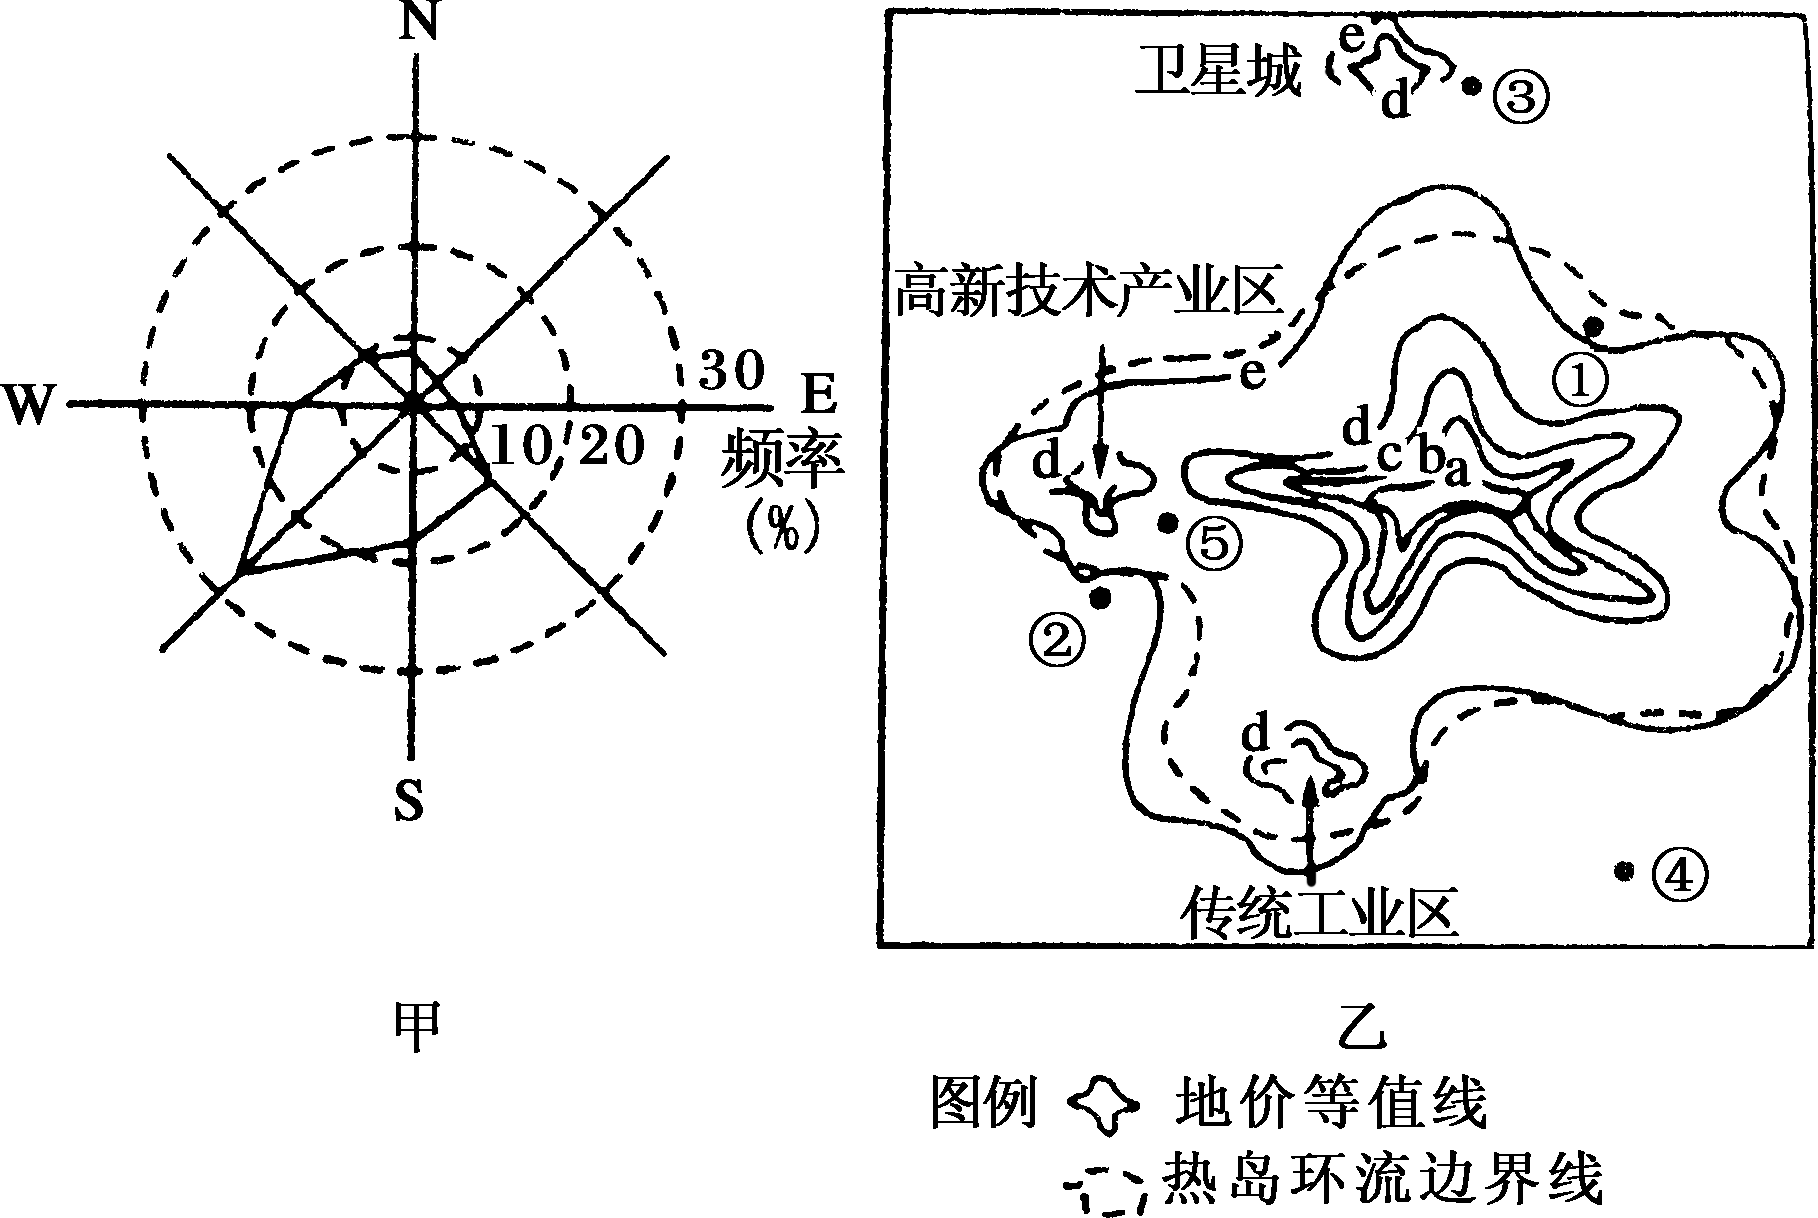 N
W
E
S
10
20
30
频率
(%)
甲
卫星城
e
d
③
高新技术产业区
e
①
d
d
c
b
a
⑤
②
d
传统工业区
④
乙
图例
地价等值线
热岛环流边界线